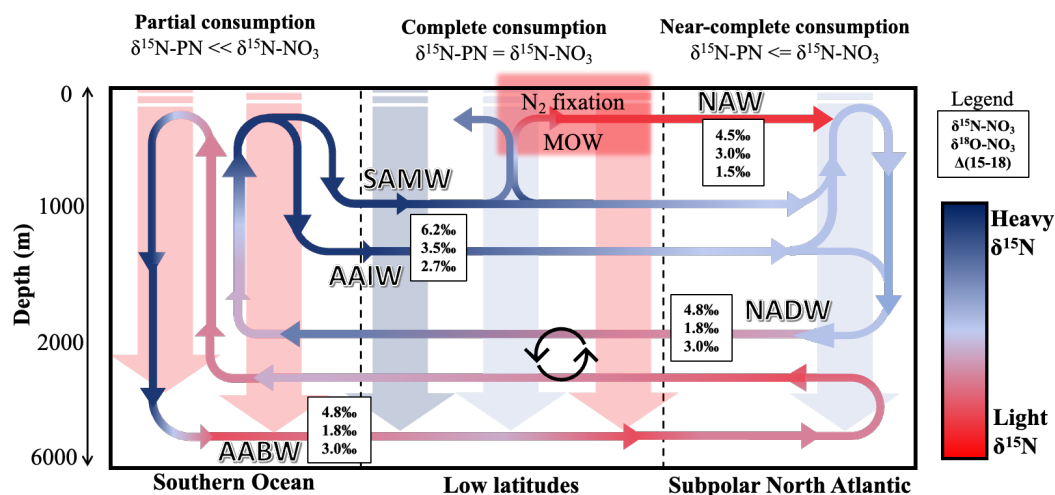 Partial consumption
δ¹⁵N-PN << δ¹⁵N-NO₃
Complete consumption
δ¹⁵N-PN = δ¹⁵N-NO₃
Near-complete consumption
δ¹⁵N-PN <= δ¹⁵N-NO₃
0
1000
2000
6000
Depth (m)
N₂ fixation
MOW
NAW
4.5‰
3.0‰
1.5‰
SAMW
6.2‰
3.5‰
2.7‰
AAIW
NADW
4.8‰
1.8‰
3.0‰
AABW
4.8‰
1.8‰
3.0‰
Southern Ocean
Low latitudes
Subpolar North Atlantic
Legend
δ¹⁵N-NO₃
δ¹⁸O-NO₃
Δ(15-18)
Heavy
δ¹⁵N
Light
δ¹⁵N